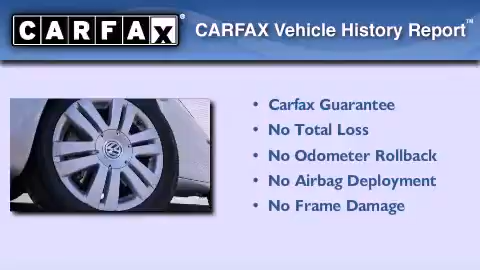 CARFAX® CARFAX Vehicle History Report™
• Carfax Guarantee
• No Total Loss
• No Odometer Rollback
• No Airbag Deployment
• No Frame Damage